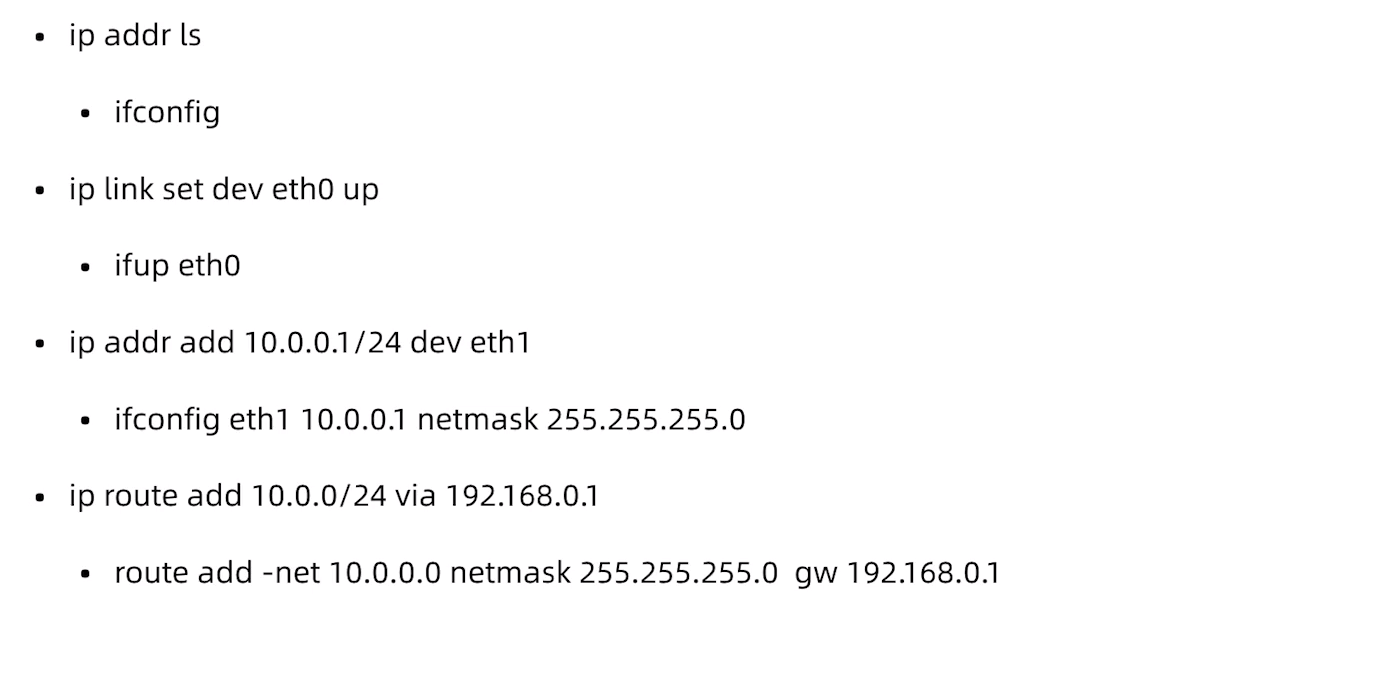 • ip addr ls
• ifconfig
• ip link set dev eth0 up
• ifup eth0
• ip addr add 10.0.0.1/24 dev eth1
• ifconfig eth1 10.0.0.1 netmask 255.255.255.0
• ip route add 10.0.0/24 via 192.168.0.1
• route add -net 10.0.0.0 netmask 255.255.255.0  gw 192.168.0.1